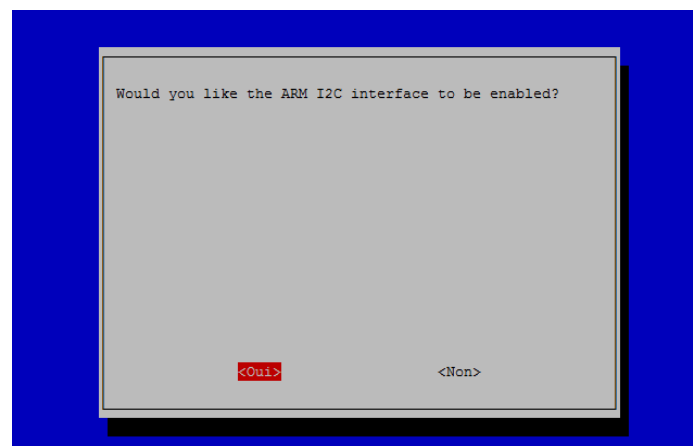 Would you like the ARM I2C interface to be enabled?
<Oui> <Non>